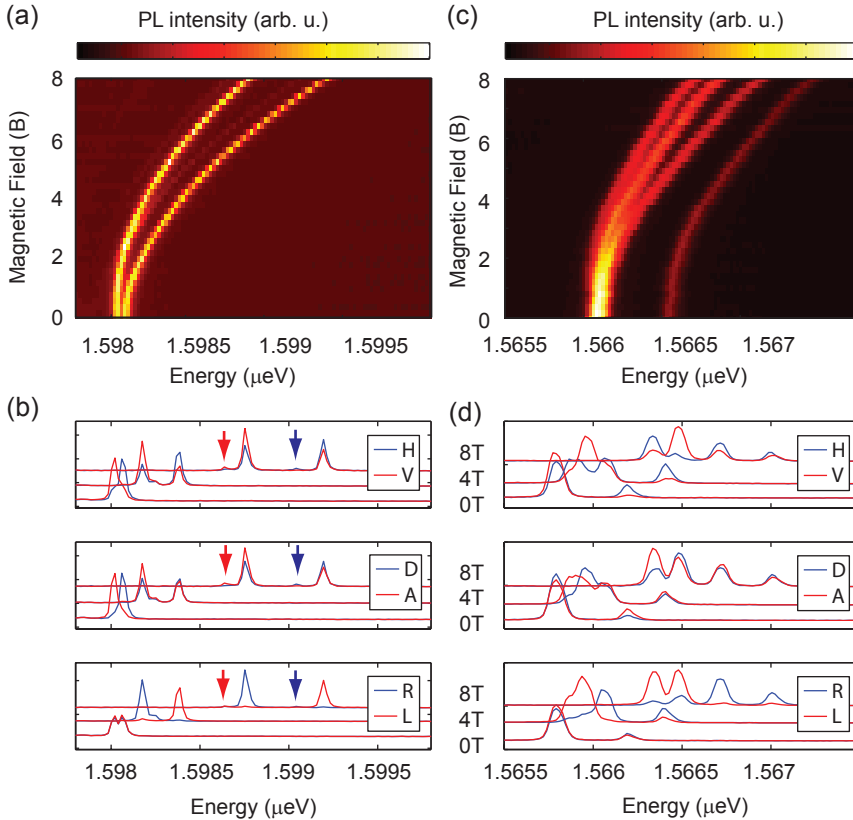 (a)
PL intensity (arb. u.)
Magnetic Field (B)
8
6
4
2
0
1.598
1.5985
1.599
1.5995
Energy (μeV)
(c)
PL intensity (arb. u.)
Magnetic Field (B)
8
6
4
2
0
1.5655
1.566
1.5665
1.567
Energy (μeV)
(b)
H
V
D
A
R
L
1.598
1.5985
1.599
1.5995
Energy (μeV)
(d)
8T
4T
0T
H
V
8T
4T
0T
D
A
8T
4T
0T
R
L
1.5655
1.566
1.5665
1.567
Energy (μeV)